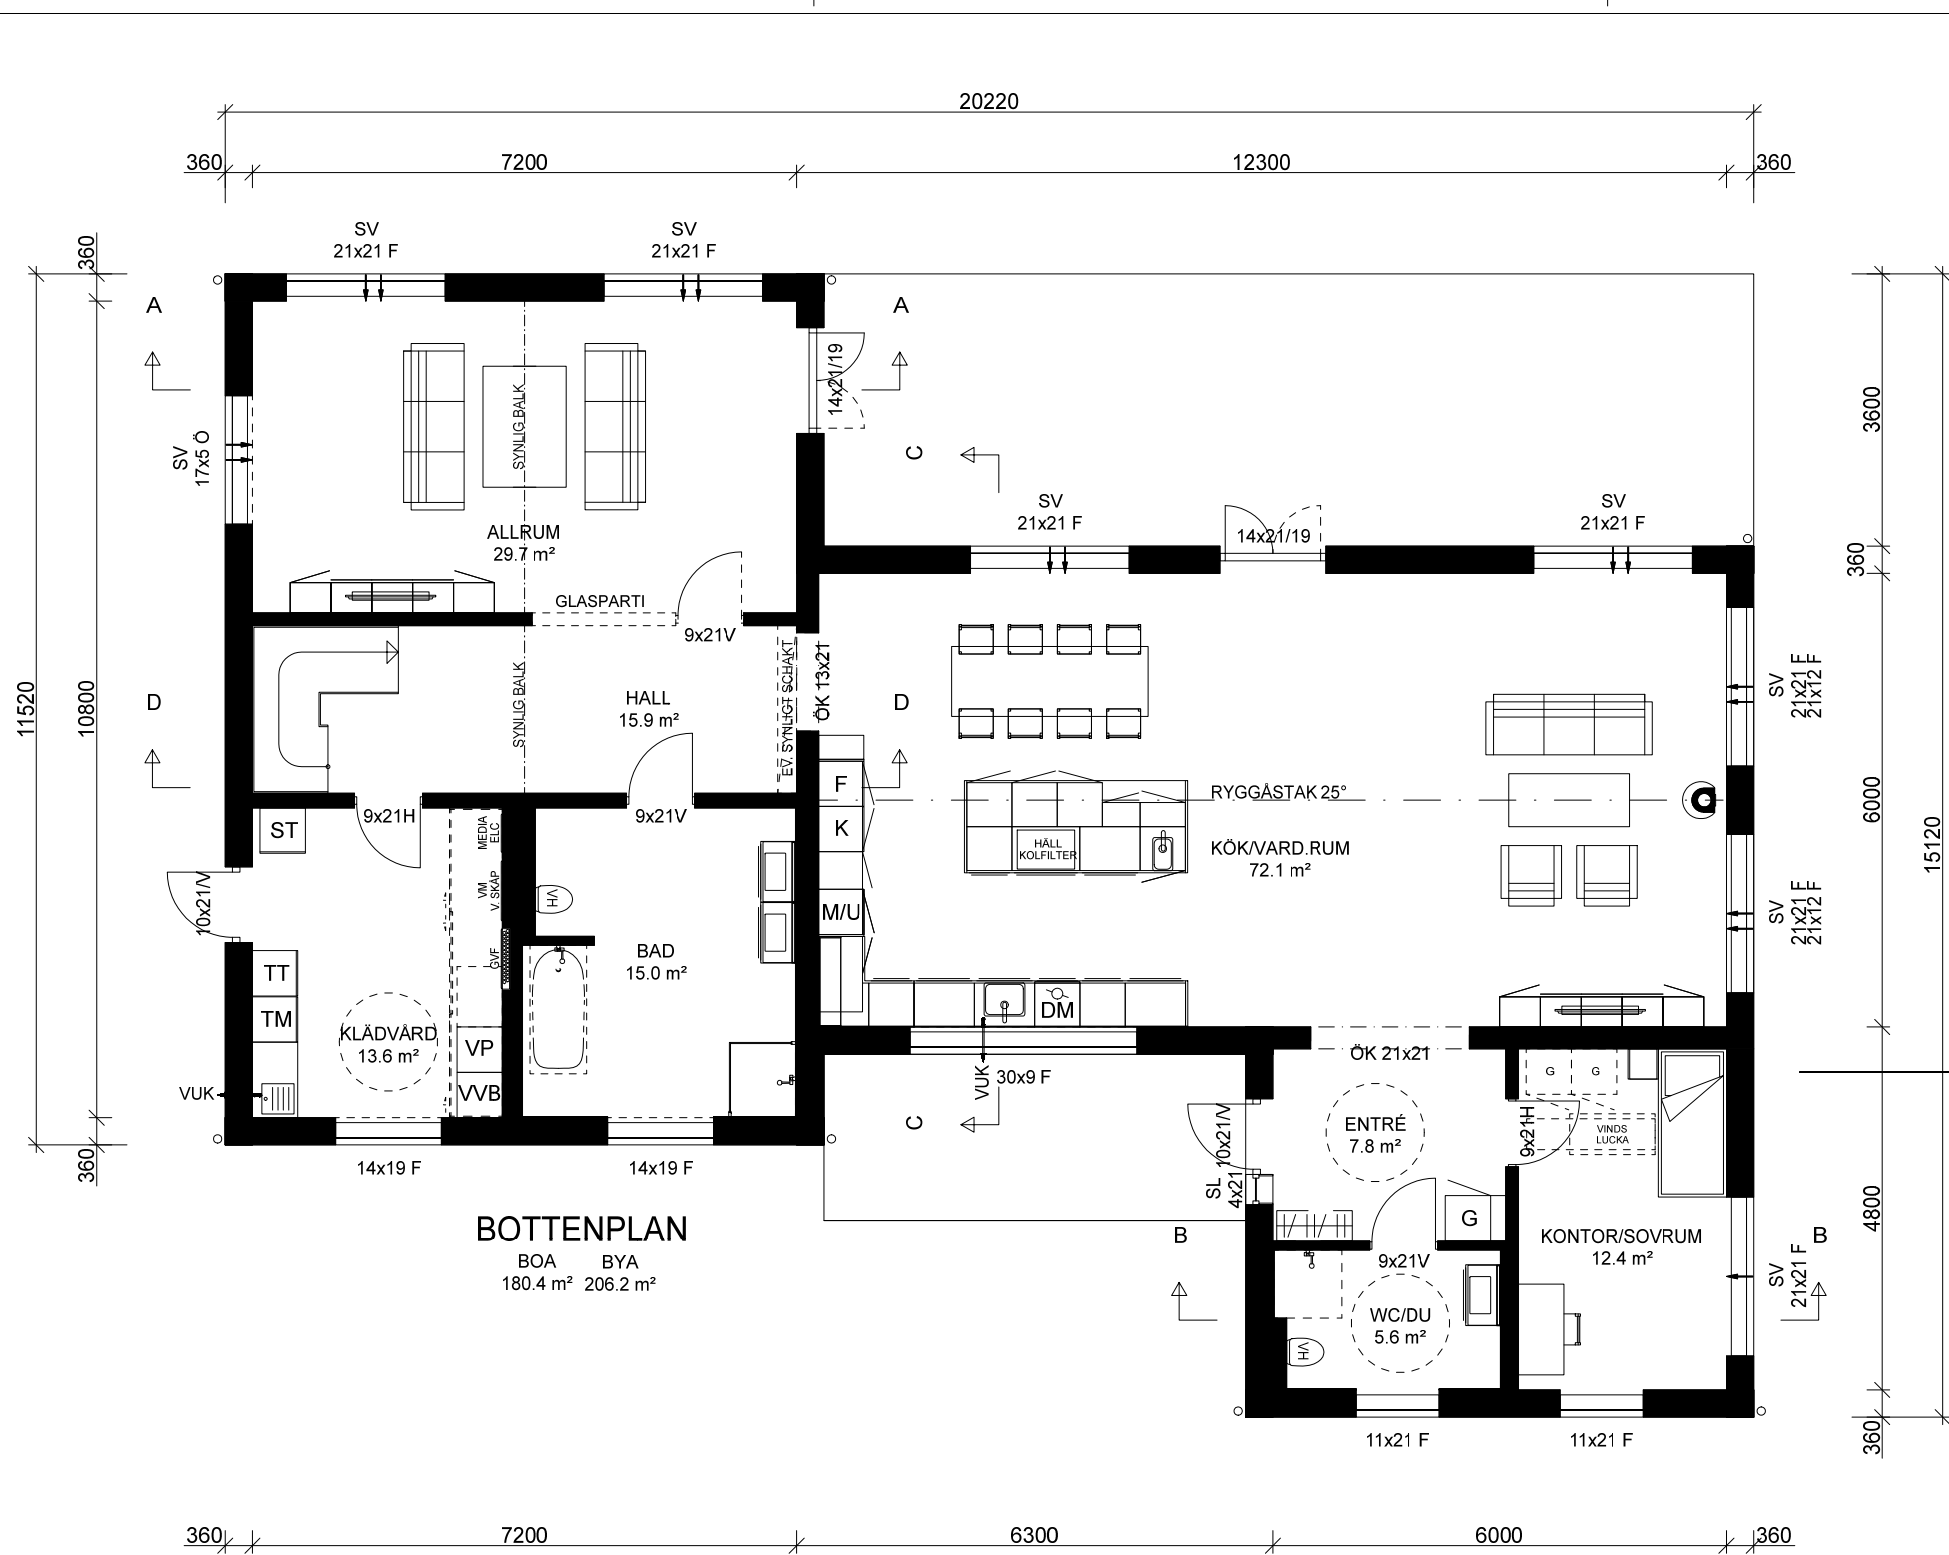 20220
360 7200 12300 360
SV
21x21 F
SV
21x21 F
360
A
A
14x21/19
3600
SYNLIG BALK
SV
17x5 Ö
C
SV
21x21 F
14x21/19
SV
21x21 F
ALLRUM
29.7 m²
360
GLASPARTI
9x21V
11520
10800
D
SYNLIG BALK
HALL
15.9 m²
EV. SYNLIGT SCHAKT
ÖK 13x21
D
SV
21x21 F
21x12 F
F
RYGGÅSTAK 25°
6000
9x21H
9x21V
ST
MEDIA
ELC
K
HÄLL
KOLFILTER
KÖK/VARD.RUM
72.1 m²
15120
10x21/V
VM
V. SKÅP
VH
M/U
SV
21x21 F
21x12 F
GVF
BAD
15.0 m²
TT
TM
DM
KLÄDVÅRD
13.6 m²
VP
ÖK 21x21
VUK
VVB
VUK
30x9 F
G G
C
10x21/V
ENTRÉ
7.8 m²
9x21H
VINDS
LUCKA
360
14x19 F
14x19 F
SL
4x21
4800
BOTTENPLAN
BOA BYA
180.4 m² 206.2 m²
G
B
KONTOR/SOVRUM
12.4 m²
B
9x21V
SV
21x21 F
WC/DU
5.6 m²
VH
11x21 F
11x21 F
360
360 7200 6300 6000 360